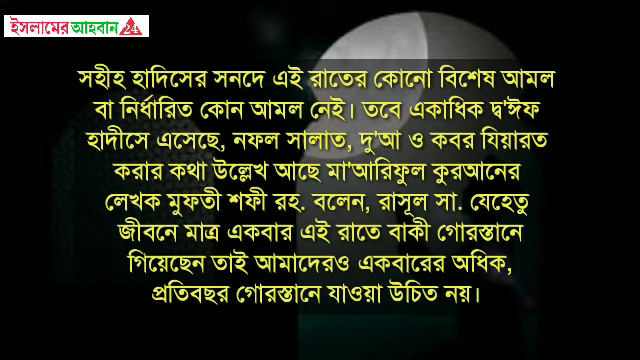 ইসলামের আহবান 24
সহীহ হাদিসের সনদে এই রাতের কোনো বিশেষ আমল
বা নির্ধারিত কোন আমল নেই। তবে একাধিক দ্ব'ঈফ
হাদীসে এসেছে, নফল সালাত, দু'আ ও কবর যিয়ারত
করার কথা উল্লেখ আছে মা'আরিফুল কুরআনের
লেখক মুফতী শফী রহ. বলেন, রাসূল সা. যেহেতু
জীবনে মাত্র একবার এই রাতে বাকী গোরস্তানে
গিয়েছেন তাই আমাদেরও একবারের অধিক,
প্রতিবছর গোরস্তানে যাওয়া উচিত নয়।